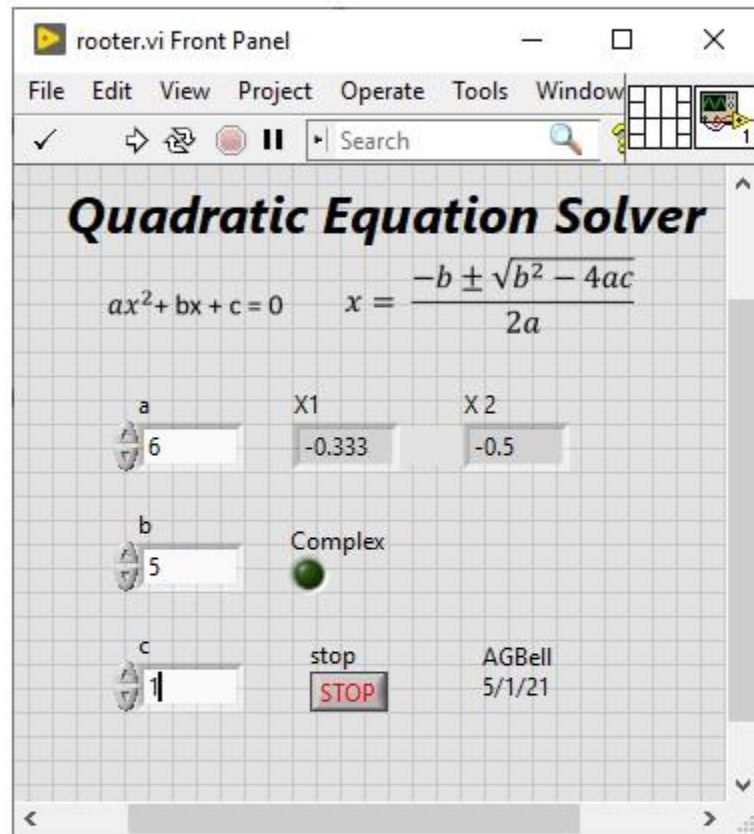 rooter.vi Front Panel
File Edit View Project Operate Tools Window
Search
1
Quadratic Equation Solver
ax²+ bx + c = 0 x = (-b ± √(b² − 4ac))/(2a)
a X1 X 2
6 -0.333 -0.5
b
Complex
5
c
stop AGBell
1 STOP 5/1/21